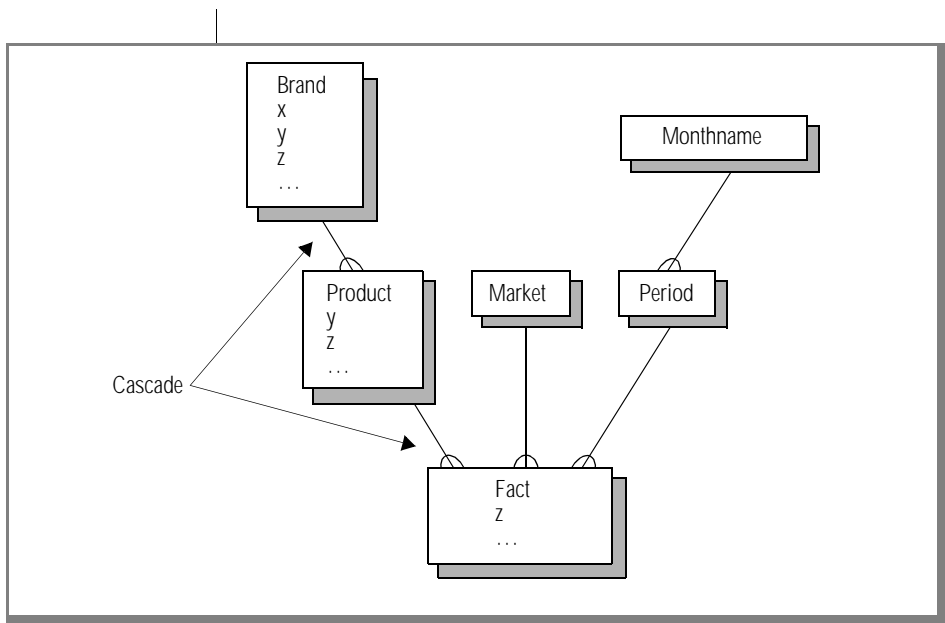 Brand
x
y
z
...
Monthname
Product
y
z
...
Market
Period
Cascade
Fact
z
...